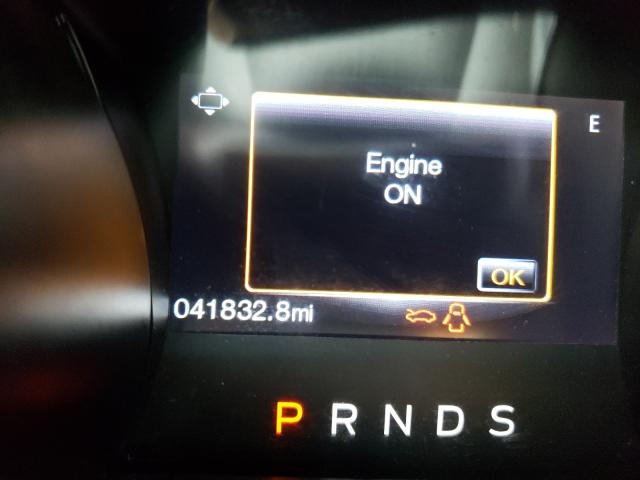 E
Engine
ON
OK
041832.8mi
P R N D S